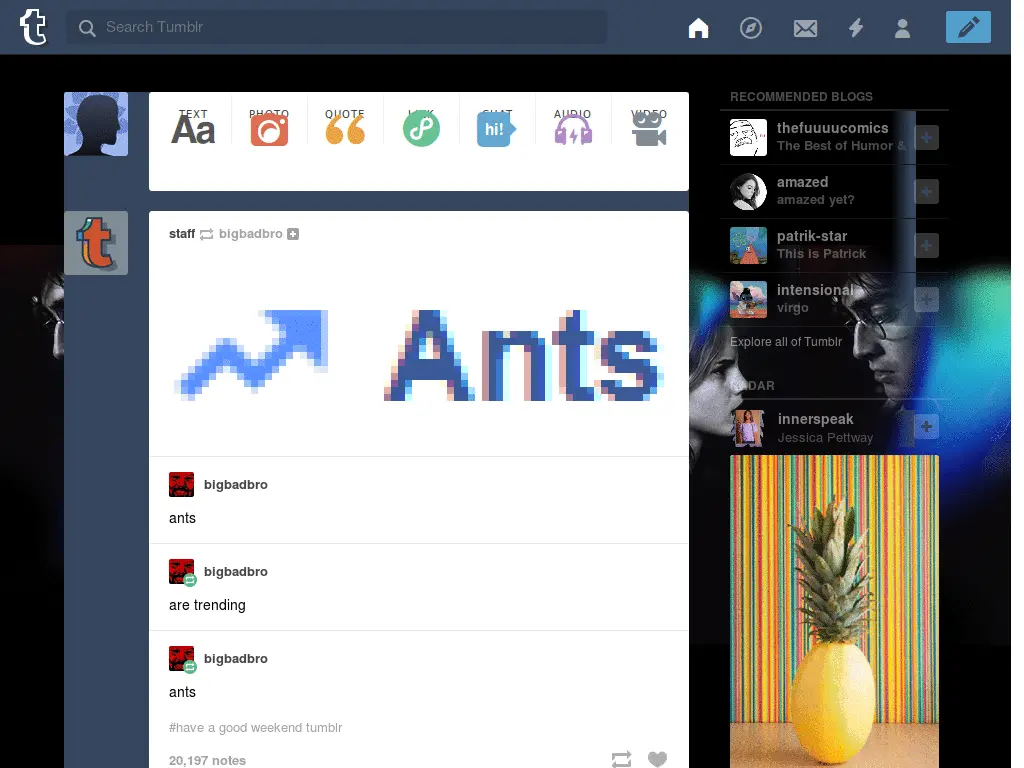 Search Tumblr
TEXT PHOTO QUOTE LINK CHAT AUDIO VIDEO
Aa
hi!
staff bigbadbro
Ants
bigbadbro
ants
bigbadbro
are trending
bigbadbro
ants
#have a good weekend tumblr
20,197 notes
RECOMMENDED BLOGS
thefuuuucomics
The Best of Humor &
amazed
amazed yet?
patrik-star
This is Patrick
intensional
virgo
Explore all of Tumblr
RADAR
innerspeak
Jessica Pettway